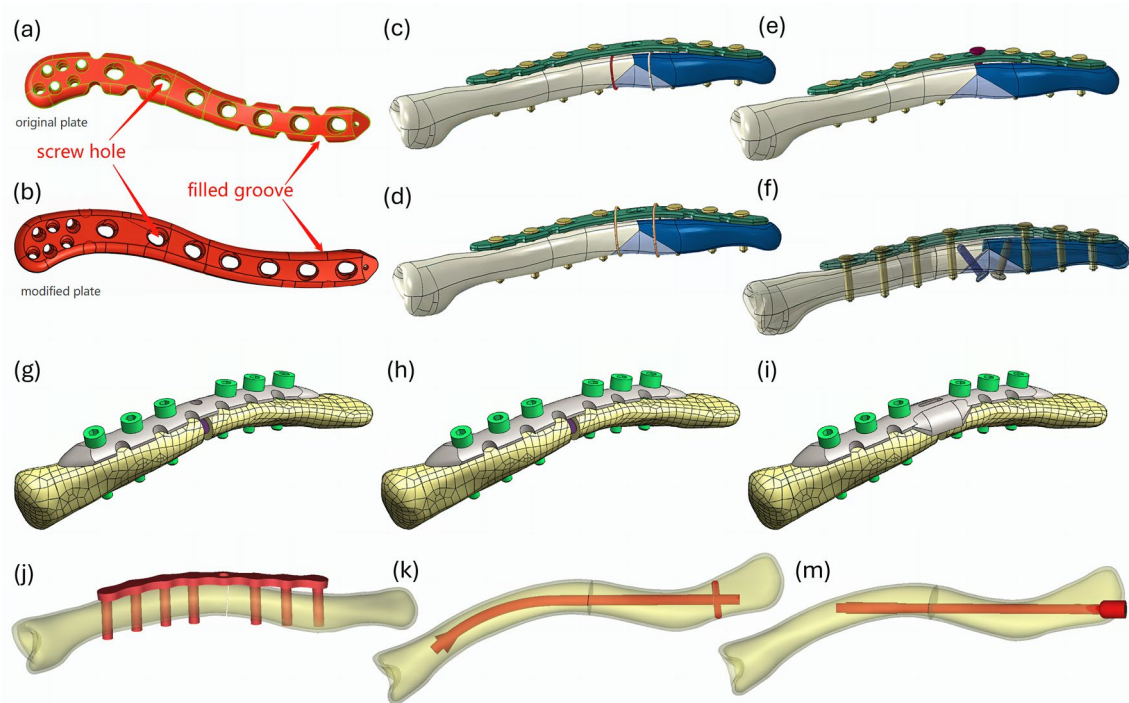 (a)
original plate
screw hole
(b)
filled groove
modified plate
(c)
(e)
(d)
(f)
(g)
(h)
(i)
(j)
(k)
(m)